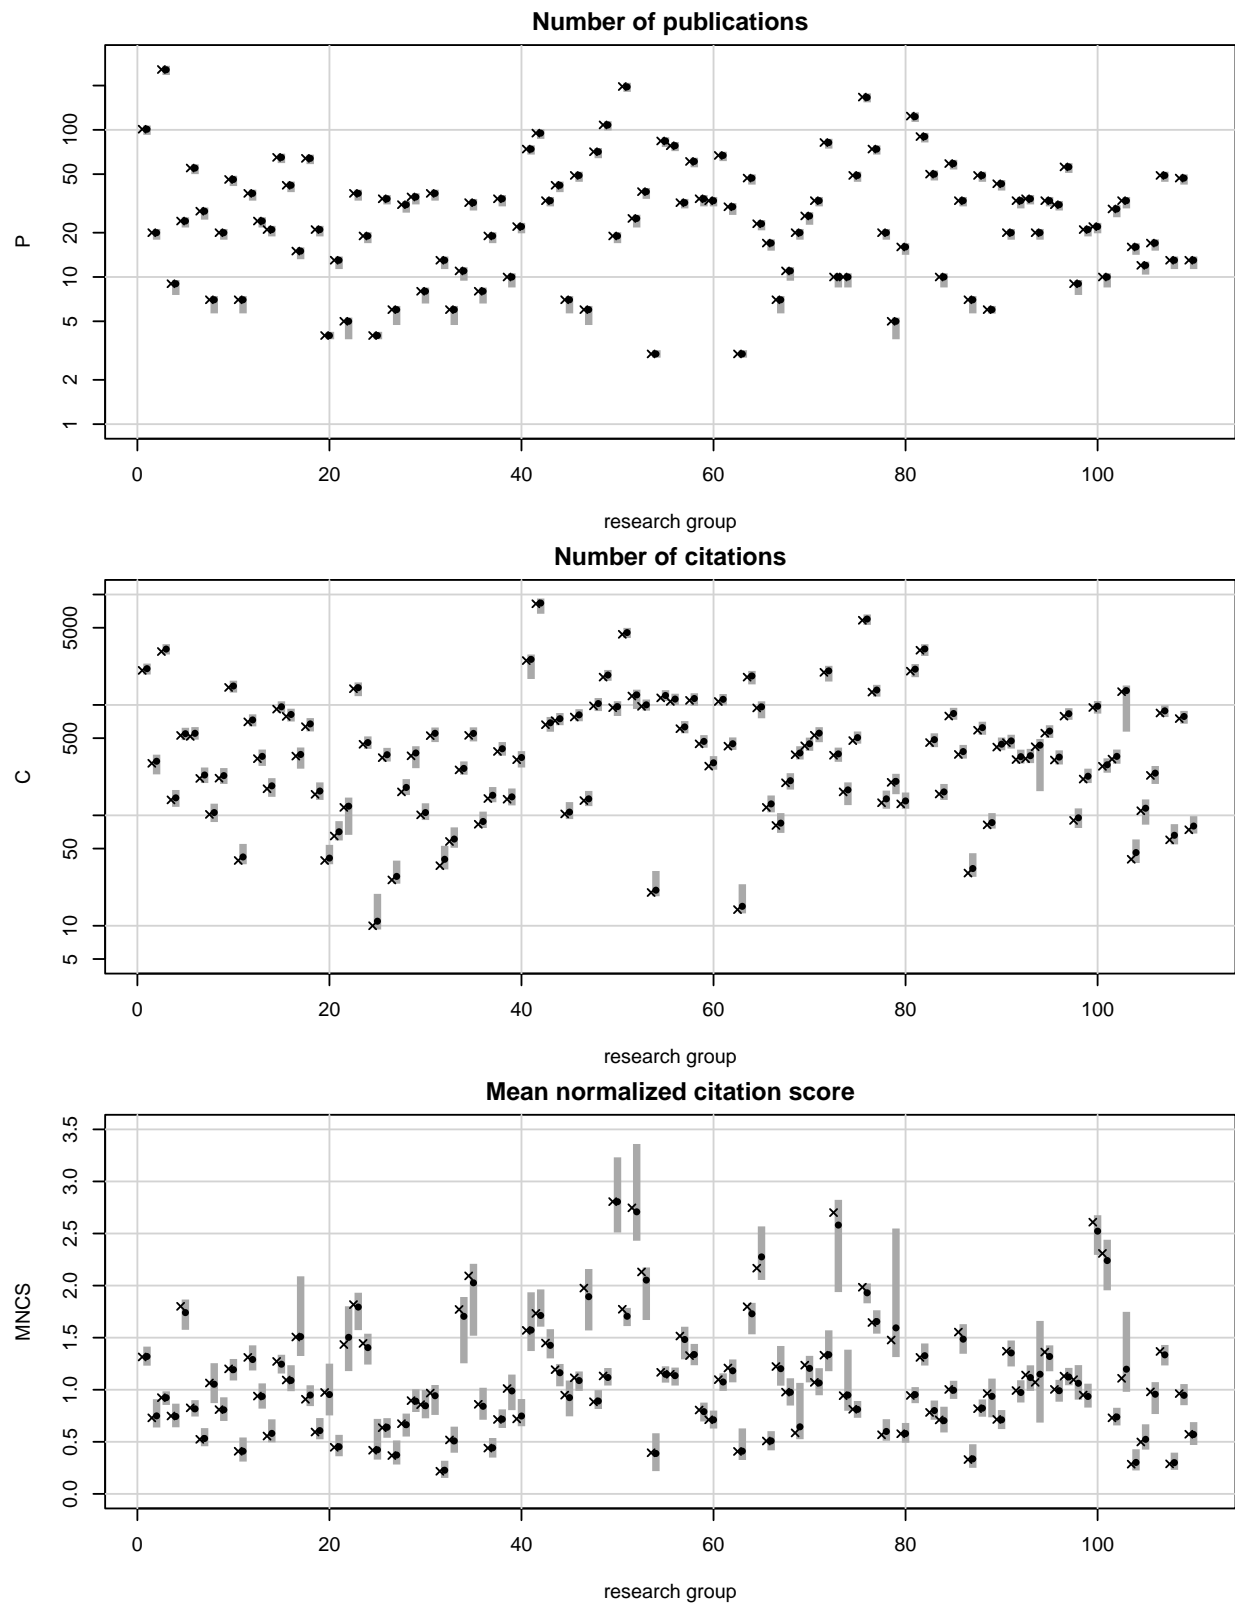 Number of publications
100
50
20
10
5
2
1
P
0 20 40 60 80 100
research group
Number of citations
5000
500
50
10
5
C
0 20 40 60 80 100
research group
Mean normalized citation score
3.5
3.0
2.5
2.0
1.5
1.0
0.5
0.0
MNCS
0 20 40 60 80 100
research group